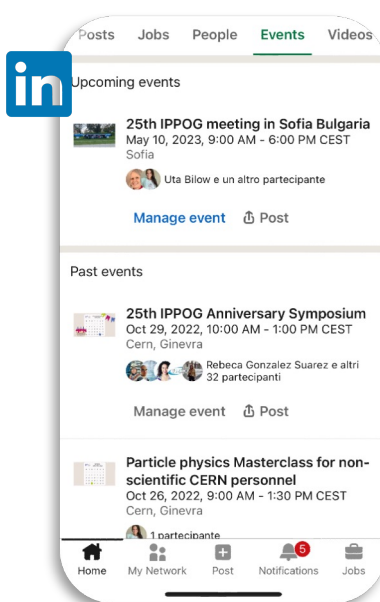 Posts Jobs People Events Videos
in
Upcoming events
25th IPPOG meeting in Sofia Bulgaria
May 10, 2023, 9:00 AM - 6:00 PM CEST
Sofia
Uta Bilow e un altro partecipante
Manage event Post
Past events
25th IPPOG Anniversary Symposium
Oct 29, 2022, 10:00 AM - 1:00 PM CEST
Cern, Ginevra
Rebeca Gonzalez Suarez e altri
32 partecipanti
Manage event Post
Particle physics Masterclass for non-
scientific CERN personnel
Oct 26, 2022, 9:00 AM - 1:30 PM CEST
Cern, Ginevra
1 partecipante
5
Home My Network Post Notifications Jobs